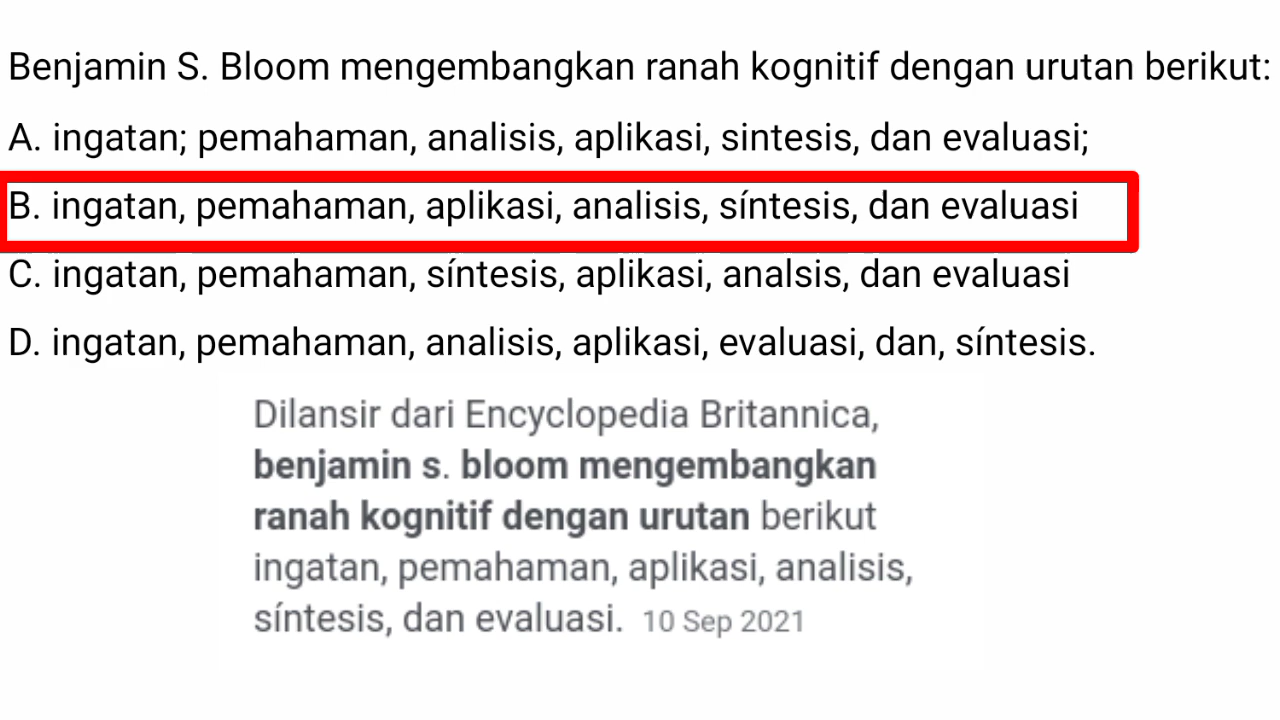 Benjamin S. Bloom mengembangkan ranah kognitif dengan urutan berikut:
A. ingatan; pemahaman, analisis, aplikasi, sintesis, dan evaluasi;
B. ingatan, pemahaman, aplikasi, analisis, síntesis, dan evaluasi
C. ingatan, pemahaman, síntesis, aplikasi, analsis, dan evaluasi
D. ingatan, pemahaman, analisis, aplikasi, evaluasi, dan, síntesis.
Dilansir dari Encyclopedia Britannica,
benjamin s. bloom mengembangkan
ranah kognitif dengan urutan berikut
ingatan, pemahaman, aplikasi, analisis,
síntesis, dan evaluasi. 10 Sep 2021